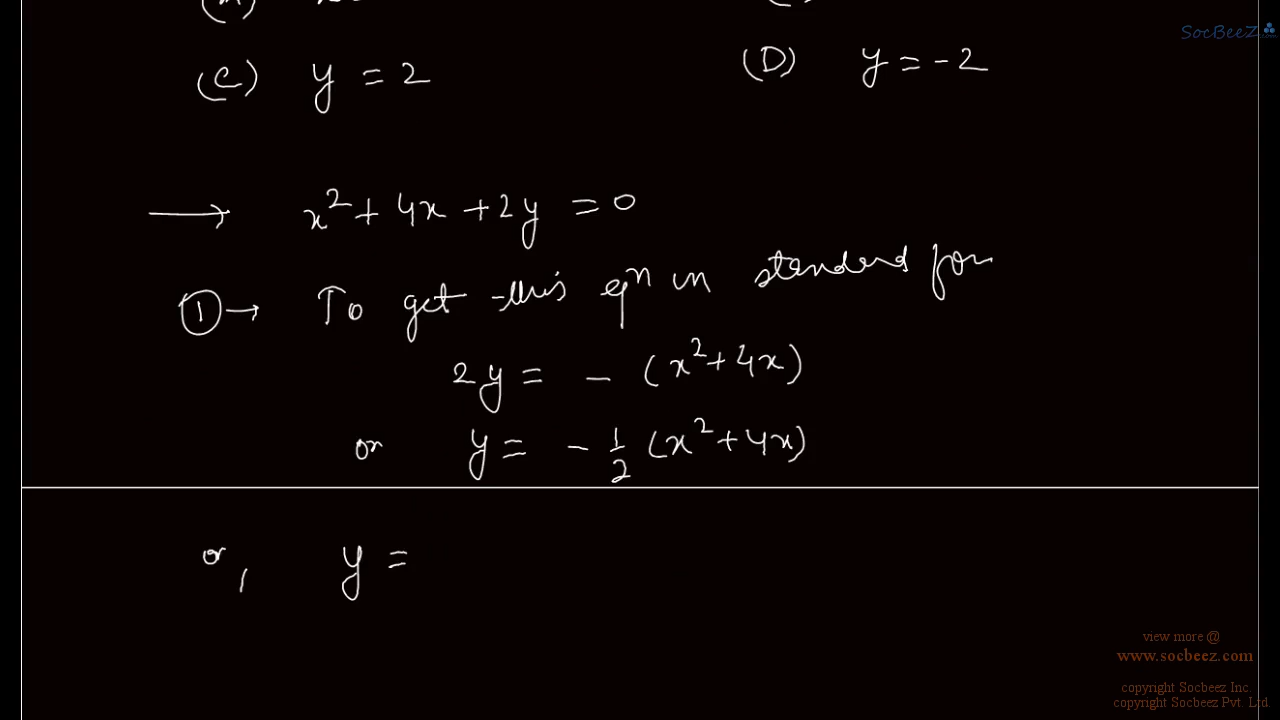 SocBeeZ
(C) y = 2 (D) y = -2
→ x² + 4x + 2y = 0
① → To get this eqⁿ in standard for
2y = - (x² + 4x)
or y = - 1/2 (x² + 4x)
or, y =
view more @
www.socbeez.com
copyright Socbeez Inc.
copyright Socbeez Pvt. Ltd.